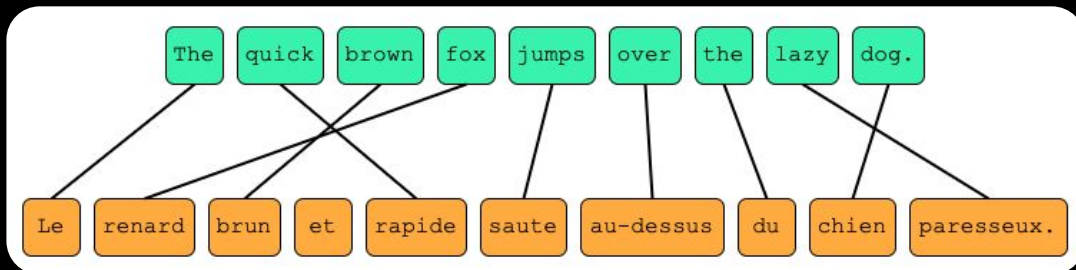 The quick brown fox jumps over the lazy dog.
Le renard brun et rapide saute au-dessus du chien paresseux.